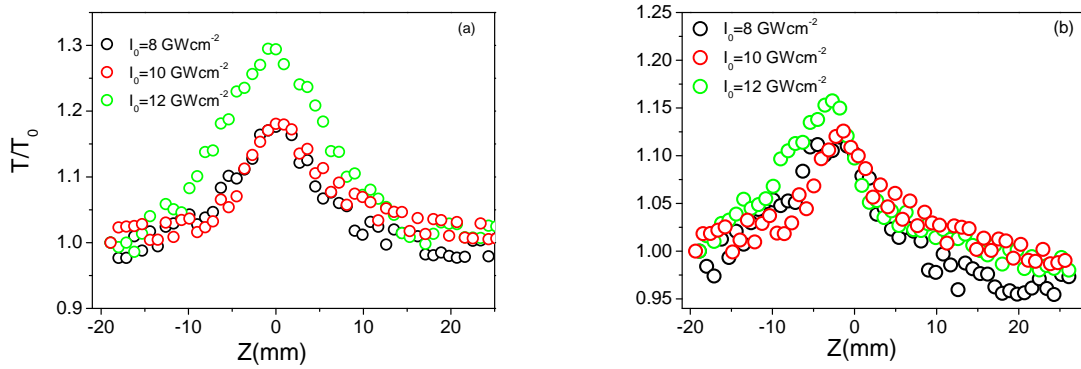 (a)
I₀=8 GWcm⁻²
I₀=10 GWcm⁻²
I₀=12 GWcm⁻²
1.3
1.2
1.1
1.0
0.9
T/T₀
-20 -10 0 10 20
Z(mm)
(b)
I₀=8 GWcm⁻²
I₀=10 GWcm⁻²
I₀=12 GWcm⁻²
1.25
1.20
1.15
1.10
1.05
1.00
0.95
-20 -10 0 10 20
Z(mm)